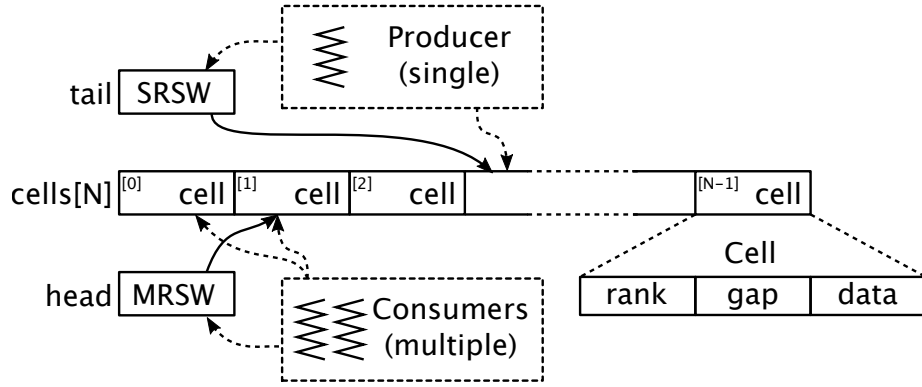 Producer
(single)
tail SRSW
cells[N] [0] cell [1] cell [2] cell [N-1] cell
Cell
rank gap data
head MRSW
Consumers
(multiple)